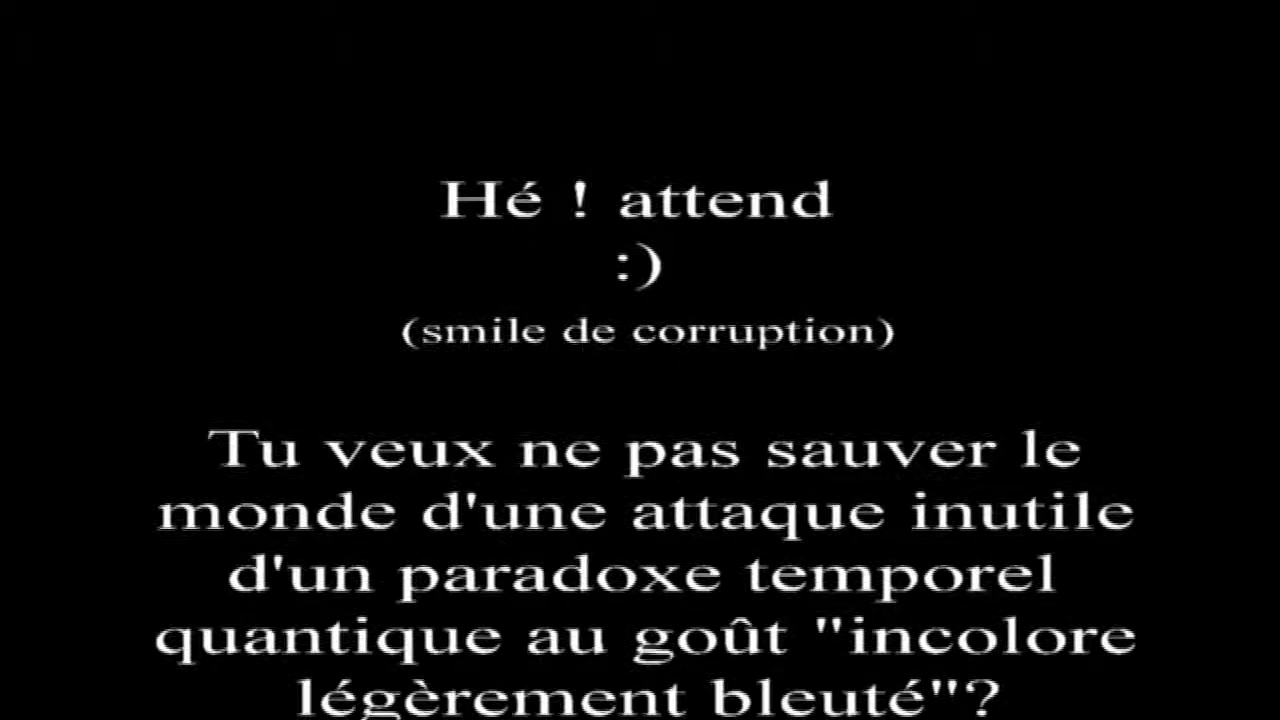 Hé ! attend
:)
(smile de corruption)
Tu veux ne pas sauver le
monde d'une attaque inutile
d'un paradoxe temporel
quantique au goût "incolore
légèrement bleuté"?